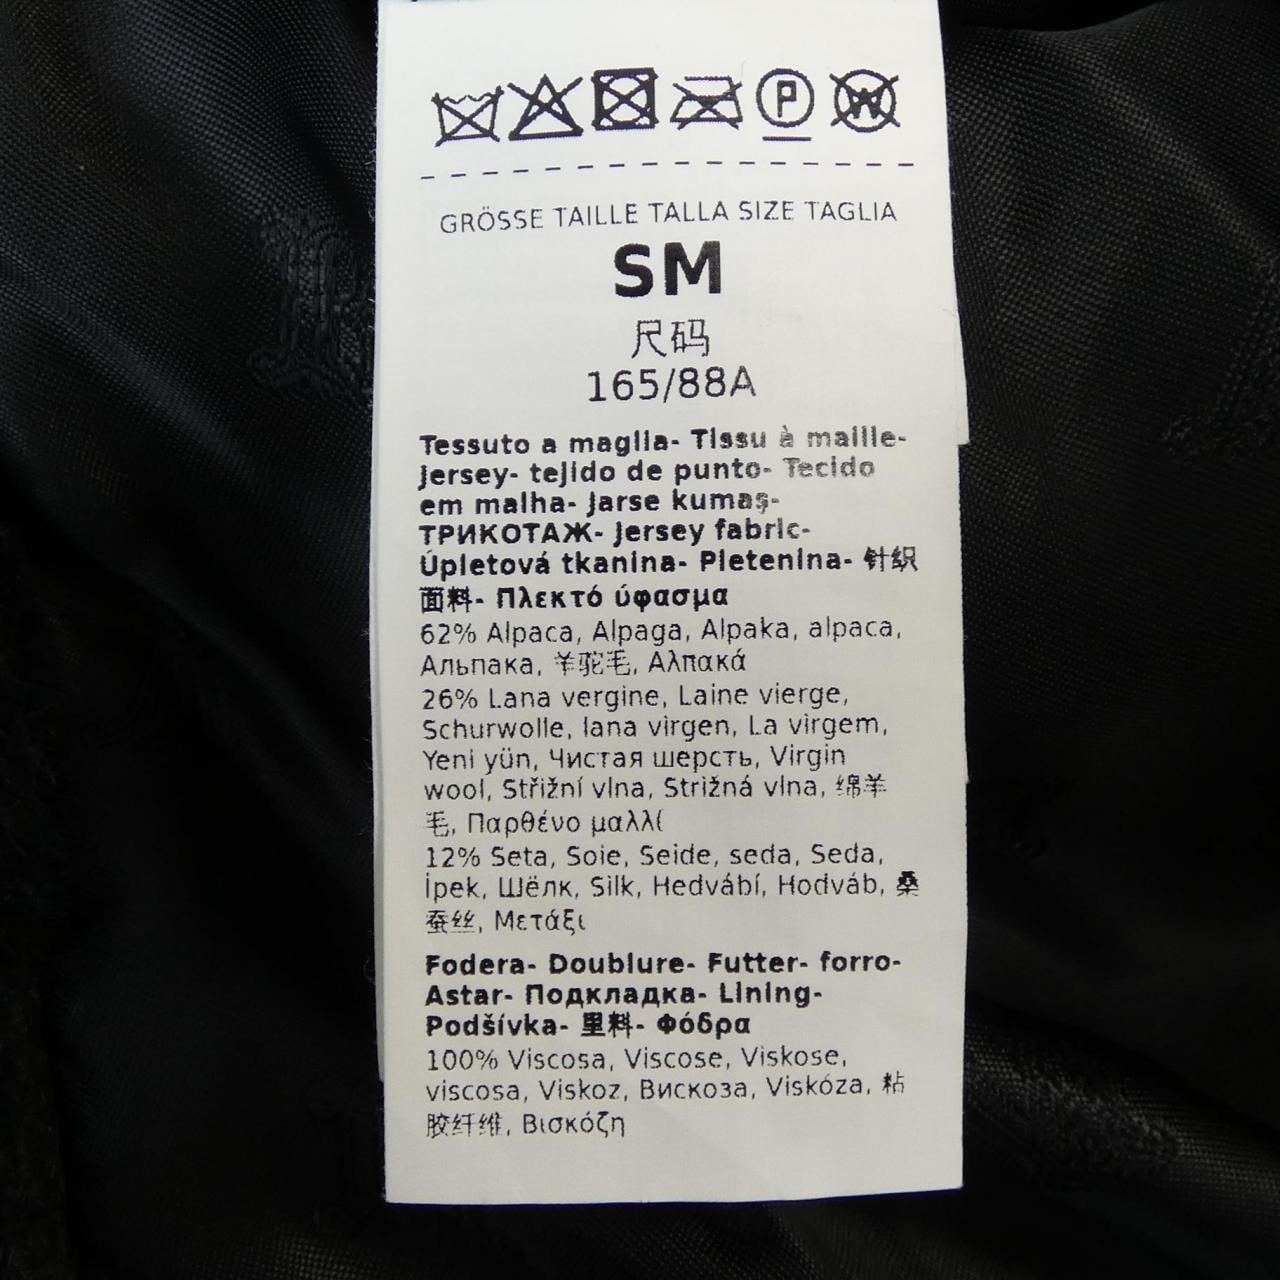 P W
GRÖSSE TAILLE TALLA SIZE TAGLIA
SM
尺码
165/88A
Tessuto a maglia- Tissu à maille-
Jersey- tejido de punto- Tecido
em malha- Jarse kumaş-
ТРИКОТАЖ- Jersey fabric-
Úpletová tkanina- Pletenina- 针织
面料- Πλεκτό ύφασμα
62% Alpaca, Alpaga, Alpaka, alpaca,
Альпака, 羊驼毛, Αλπακά
26% Lana vergine, Laine vierge,
Schurwolle, lana virgen, La virgem,
Yeni yün, Чистая шерсть, Virgin
wool, Střižní vlna, Strižná vlna, 绵羊
毛, Παρθένο μαλλί
12% Seta, Soie, Seide, seda, Seda,
İpek, Шёлк, Silk, Hedvábí, Hodváb, 桑
蚕丝, Μετάξι
Fodera- Doublure- Futter- forro-
Astar- Подкладка- Lining-
Podšívka- 里料- Φόδρα
100% Viscosa, Viscose, Viskose,
viscosa, Viskoz, Вискоза, Viskóza, 粘
胶纤维, Βισκόζη